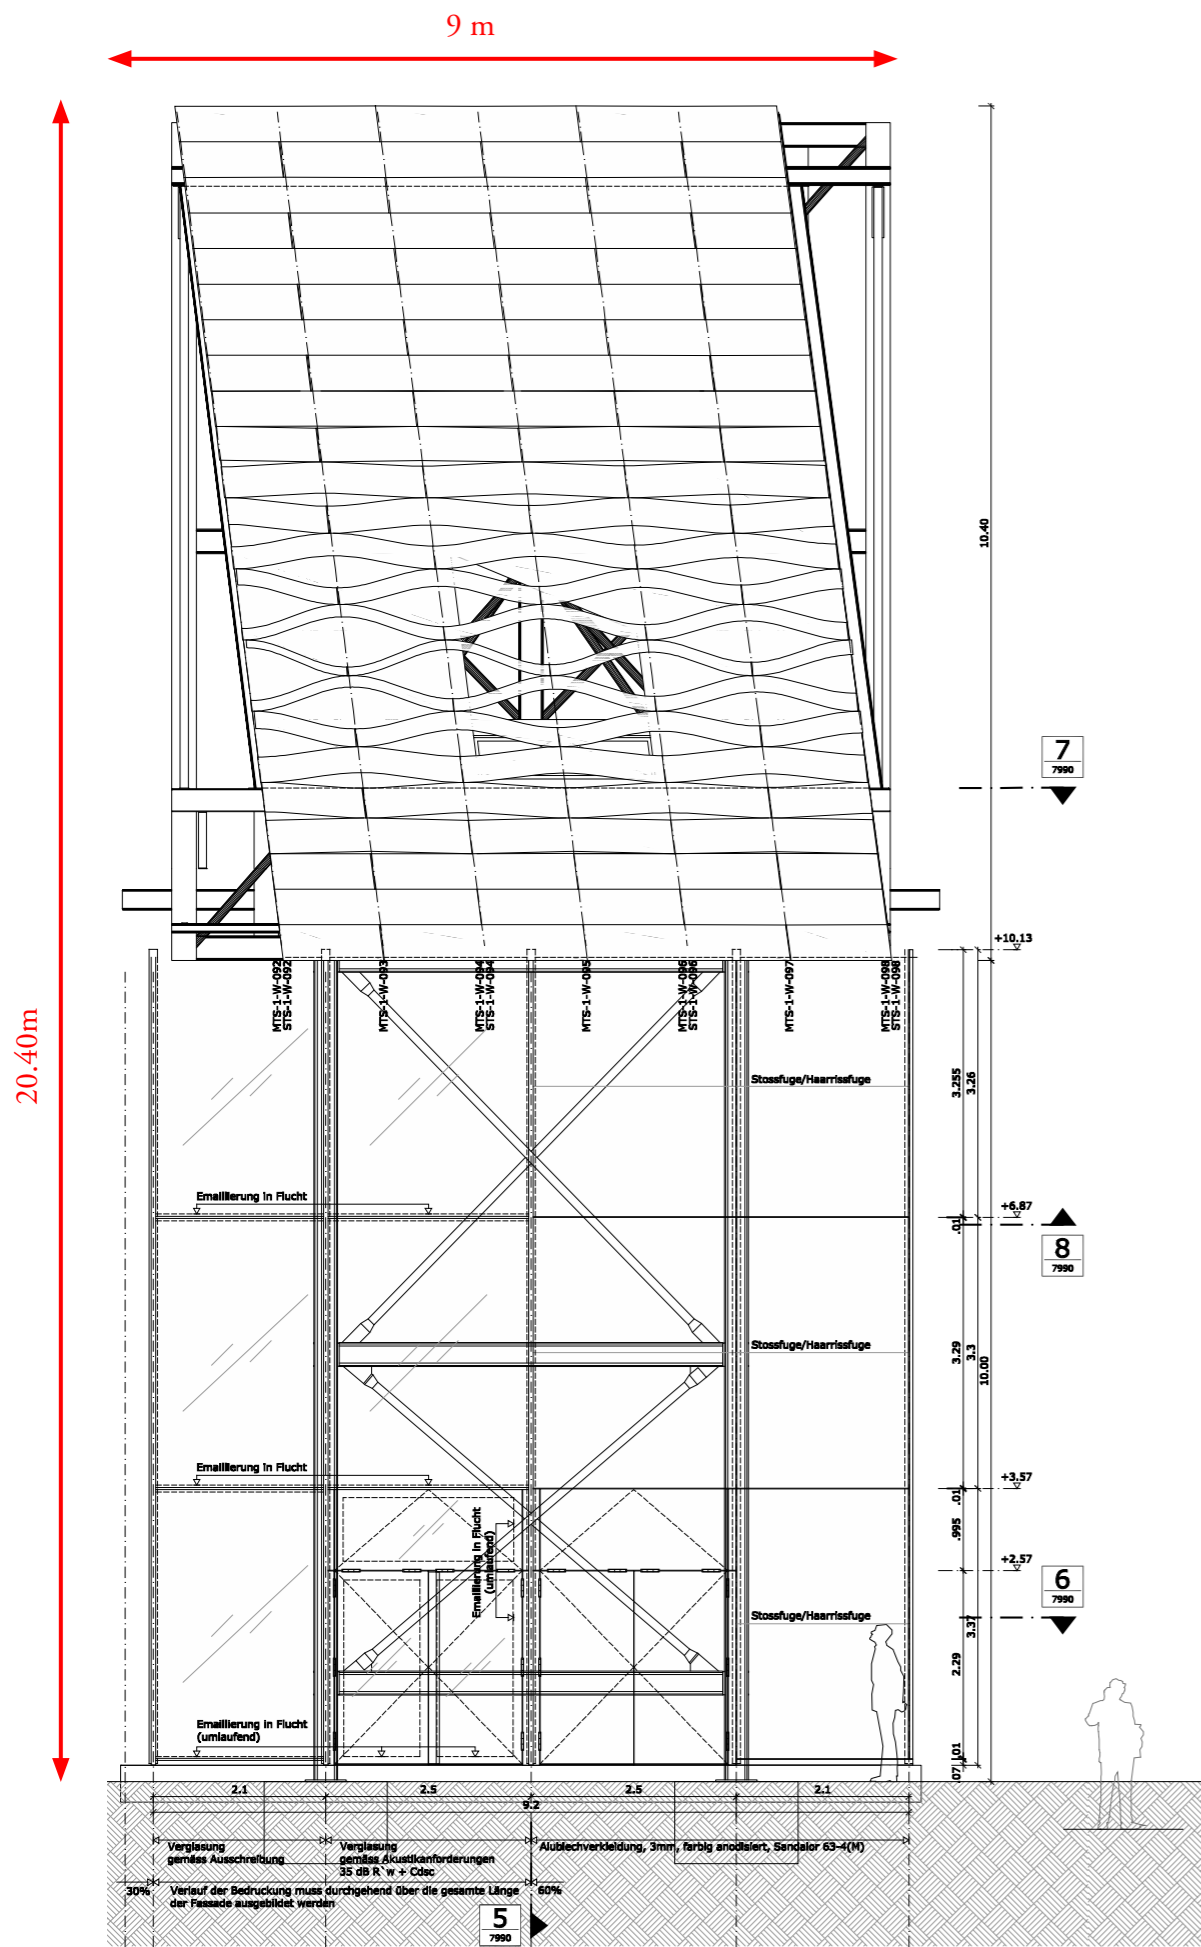 9 m
20.40m
10.40
7
7990
+10.13
MTS-1-W-092
STS-1-W-092
MTS-1-W-093
MTS-1-W-094
STS-1-W-094
MTS-1-W-095
MTS-1-W-096
STS-1-W-096
MTS-1-W-097
MTS-1-W-098
STS-1-W-098
Stossfuge/Haarrissfuge
3.255
3.26
Emaillierung in Flucht
+6.87
.01
8
7990
Stossfuge/Haarrissfuge
3.29
3.3
10.00
Emaillierung in Flucht
+3.57
.01
.995
Emaillierung in Flucht
(umlaufend)
+2.57
6
7990
Stossfuge/Haarrissfuge
3.37
2.29
Emaillierung in Flucht
(umlaufend)
.01
.07
2.1
2.5
2.5
2.1
9.2
Verglasung
gemäss Ausschreibung
Verglasung
gemäss Akustikanforderungen
35 dB R`w + Cdsc
Alublechverkleidung, 3mm, farbig anodisiert, Sandalor 63-4(M)
30%
Verlauf der Bedruckung muss durchgehend über die gesamte Länge
der Fassade ausgebildet werden
60%
5
7990